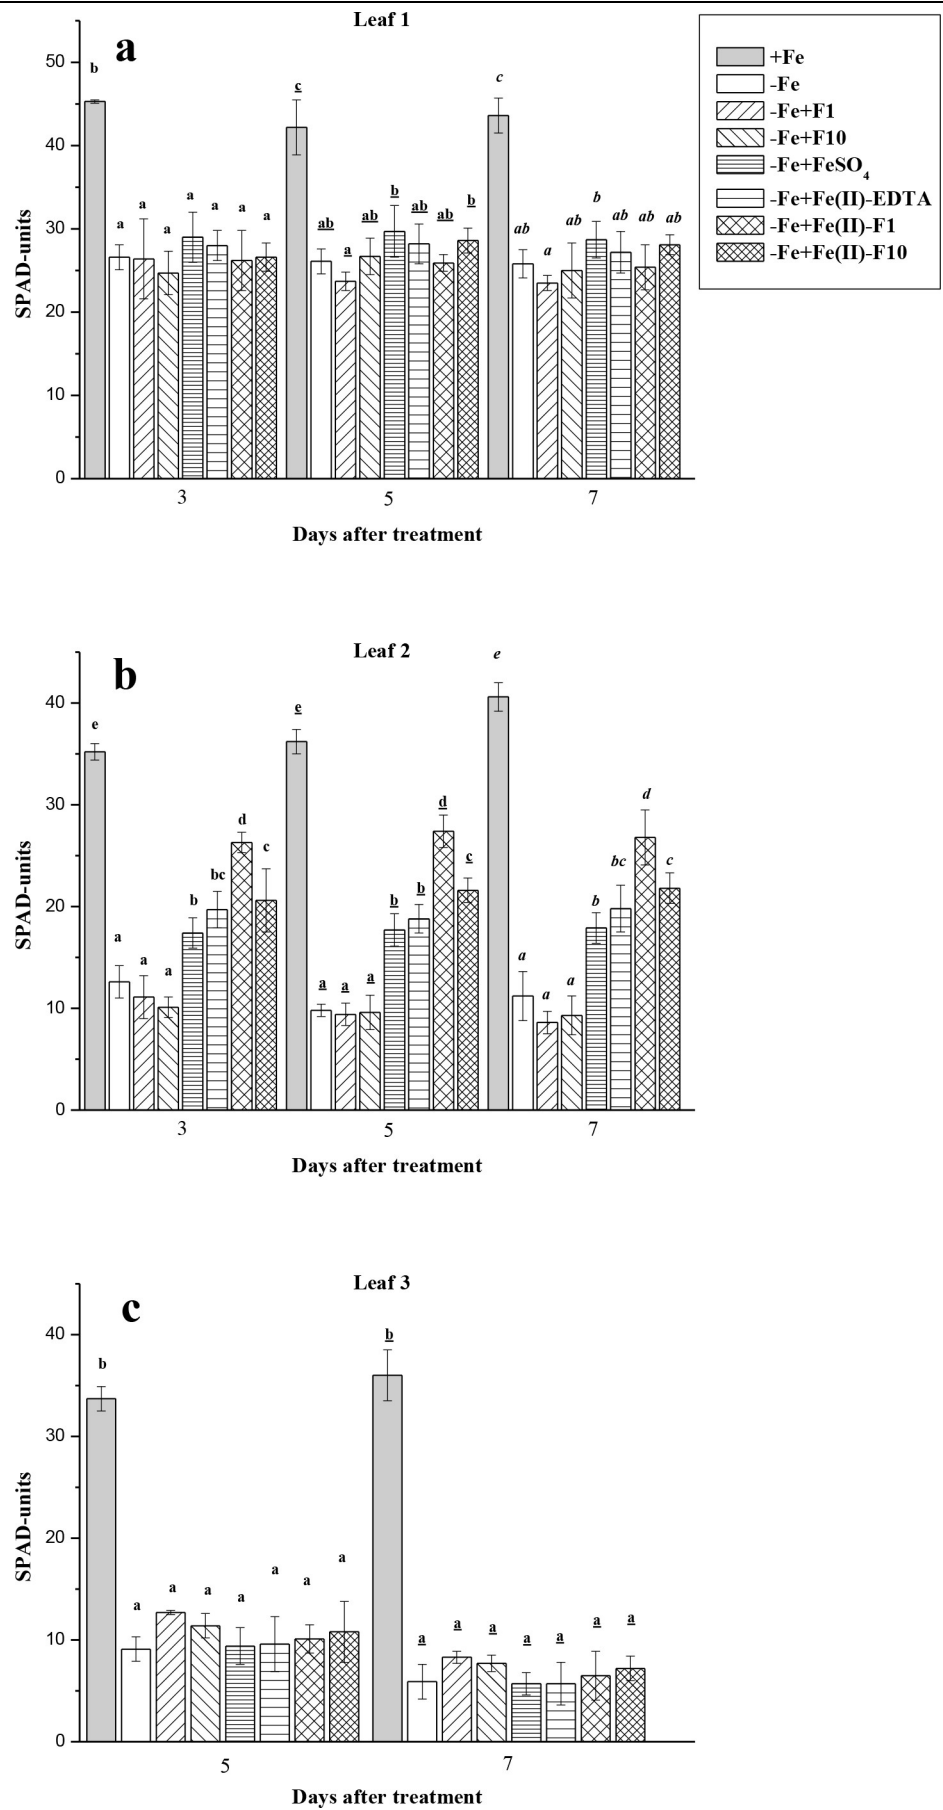 Leaf 1
a
50
40
30
20
10
0
SPAD-units
b a a a a a a a
c ab a ab b ab ab b
c ab a ab b ab ab ab
3 5 7
Days after treatment
+Fe
-Fe
-Fe+F1
-Fe+F10
-Fe+FeSO4
-Fe+Fe(II)-EDTA
-Fe+Fe(II)-F1
-Fe+Fe(II)-F10
Leaf 2
b
40
30
20
10
0
SPAD-units
e a a a b bc d c
e a a a b b d c
e a a a b bc d c
3 5 7
Days after treatment
Leaf 3
c
40
30
20
10
0
SPAD-units
b a a a a a a a
b a a a a a a a
5 7
Days after treatment